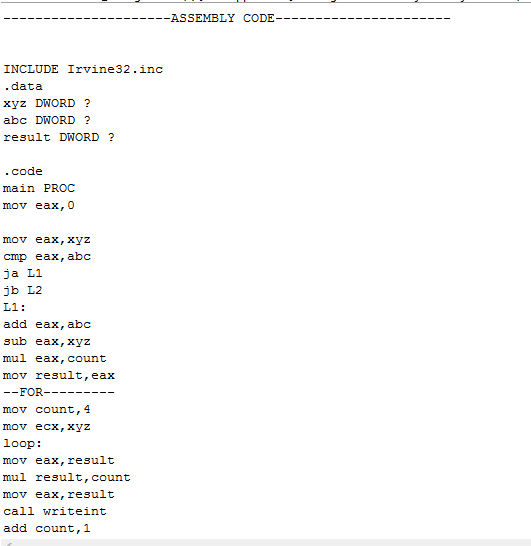 ---------------------ASSEMBLY CODE----------------------
INCLUDE Irvine32.inc
.data
xyz DWORD ?
abc DWORD ?
result DWORD ?
.code
main PROC
mov eax,0
mov eax,xyz
cmp eax,abc
ja L1
jb L2
L1:
add eax,abc
sub eax,xyz
mul eax,count
mov result,eax
--FOR---------
mov count,4
mov ecx,xyz
loop:
mov eax,result
mul result,count
mov eax,result
call writeint
add count,1